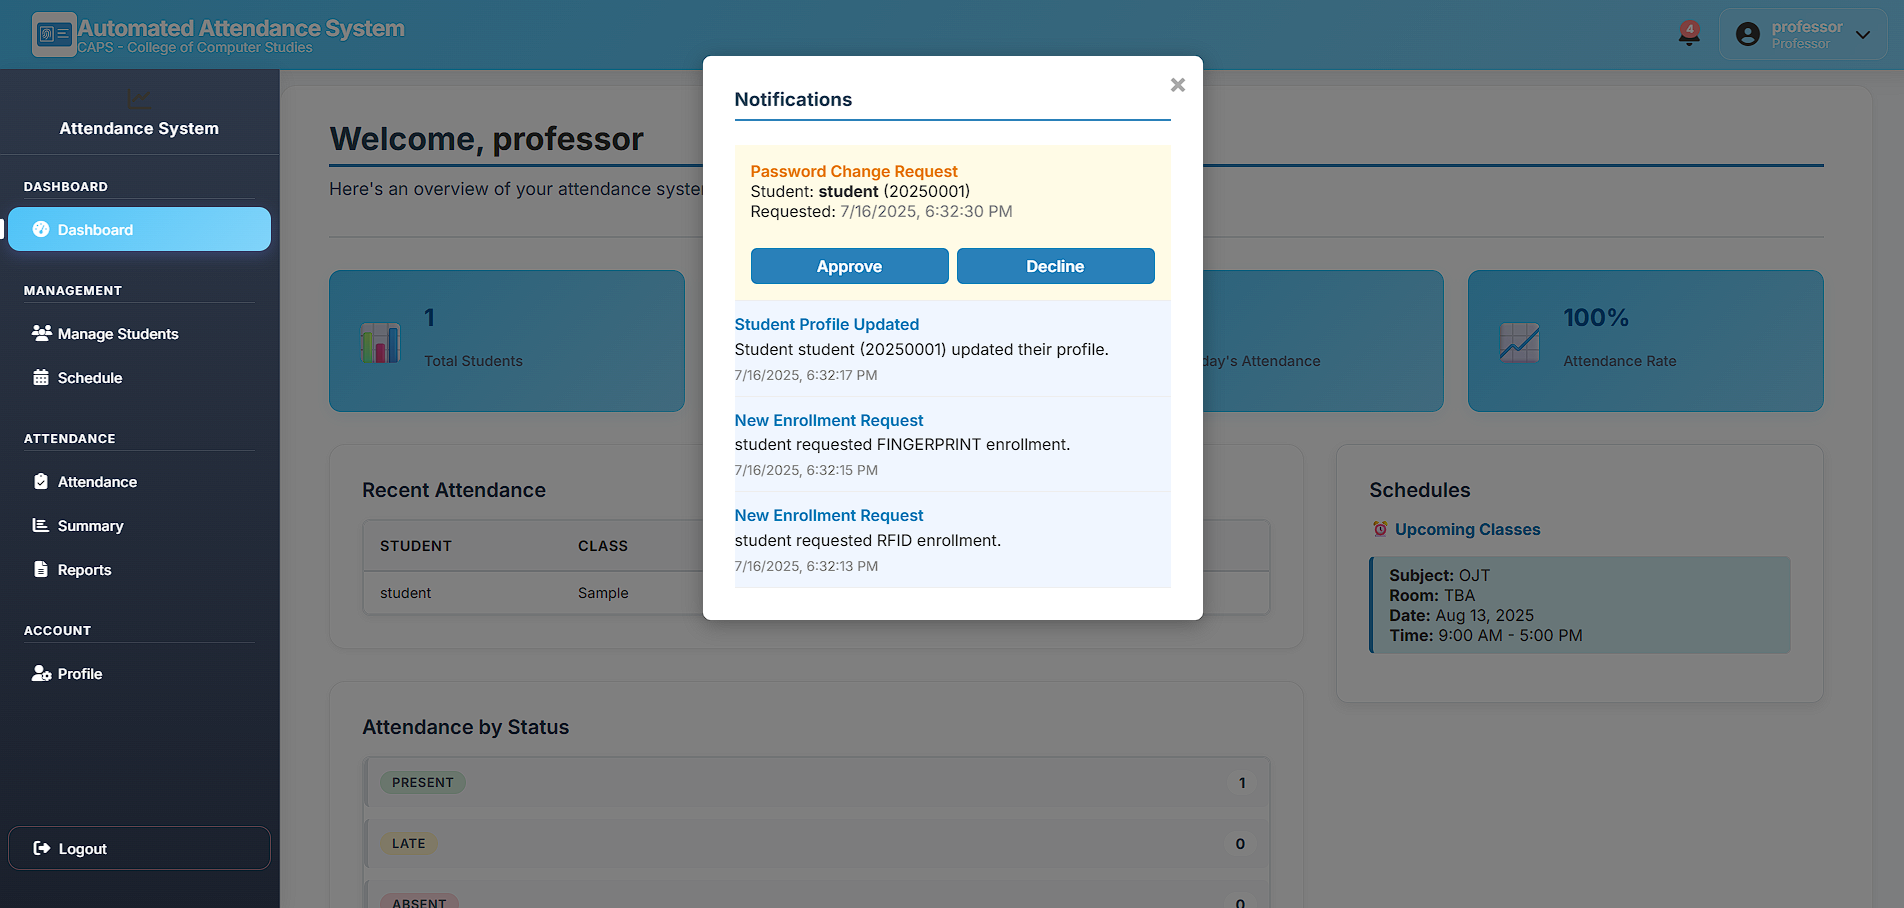 Automated Attendance System
CAPS - College of Computer Studies
4
professor
Professor
Attendance System
DASHBOARD
Dashboard
MANAGEMENT
Manage Students
Schedule
ATTENDANCE
Attendance
Summary
Reports
ACCOUNT
Profile
Logout
Welcome, professor
Here's an overview of your attendance
1
Total Students
Attendance
100%
Attendance Rate
Recent Attendance
STUDENT CLASS
student Sample
Attendance by Status
PRESENT 1
LATE 0
ABSENT 0
Schedules
Upcoming Classes
Subject: OJT
Room: TBA
Date: Aug 13, 2025
Time: 9:00 AM - 5:00 PM
Notifications
Password Change Request
Student: student (20250001)
Requested: 7/16/2025, 6:32:30 PM
Approve Decline
Student Profile Updated
Student student (20250001) updated their profile.
7/16/2025, 6:32:17 PM
New Enrollment Request
student requested FINGERPRINT enrollment.
7/16/2025, 6:32:15 PM
New Enrollment Request
student requested RFID enrollment.
7/16/2025, 6:32:13 PM